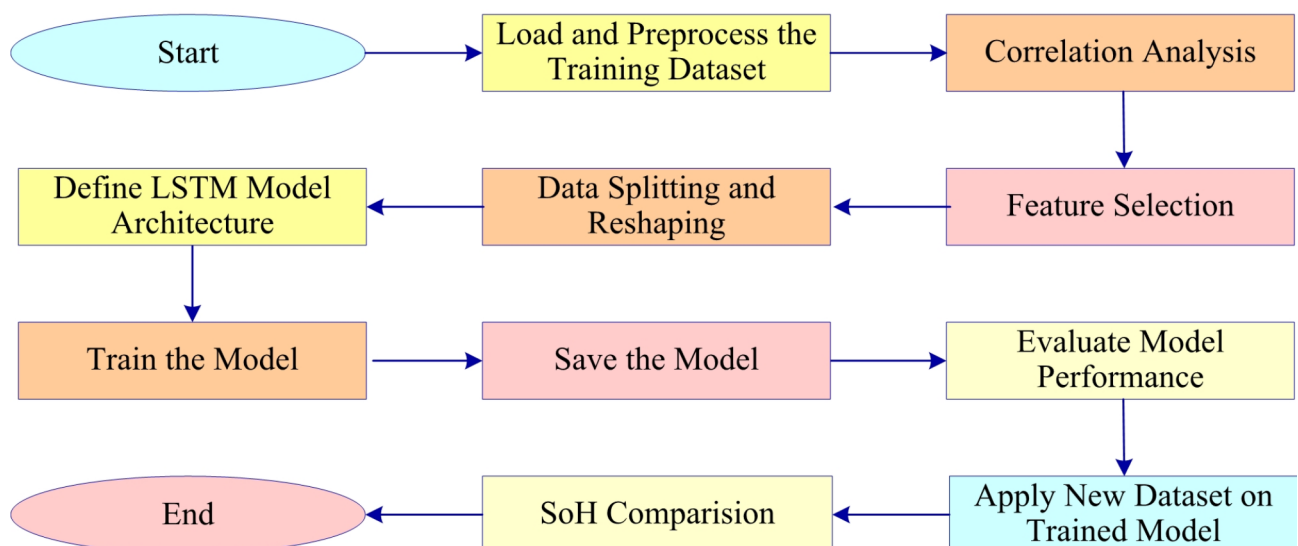 Start
Load and Preprocess the
Training Dataset
Correlation Analysis
Feature Selection
Data Splitting and
Reshaping
Define LSTM Model
Architecture
Train the Model
Save the Model
Evaluate Model
Performance
Apply New Dataset on
Trained Model
SoH Comparision
End